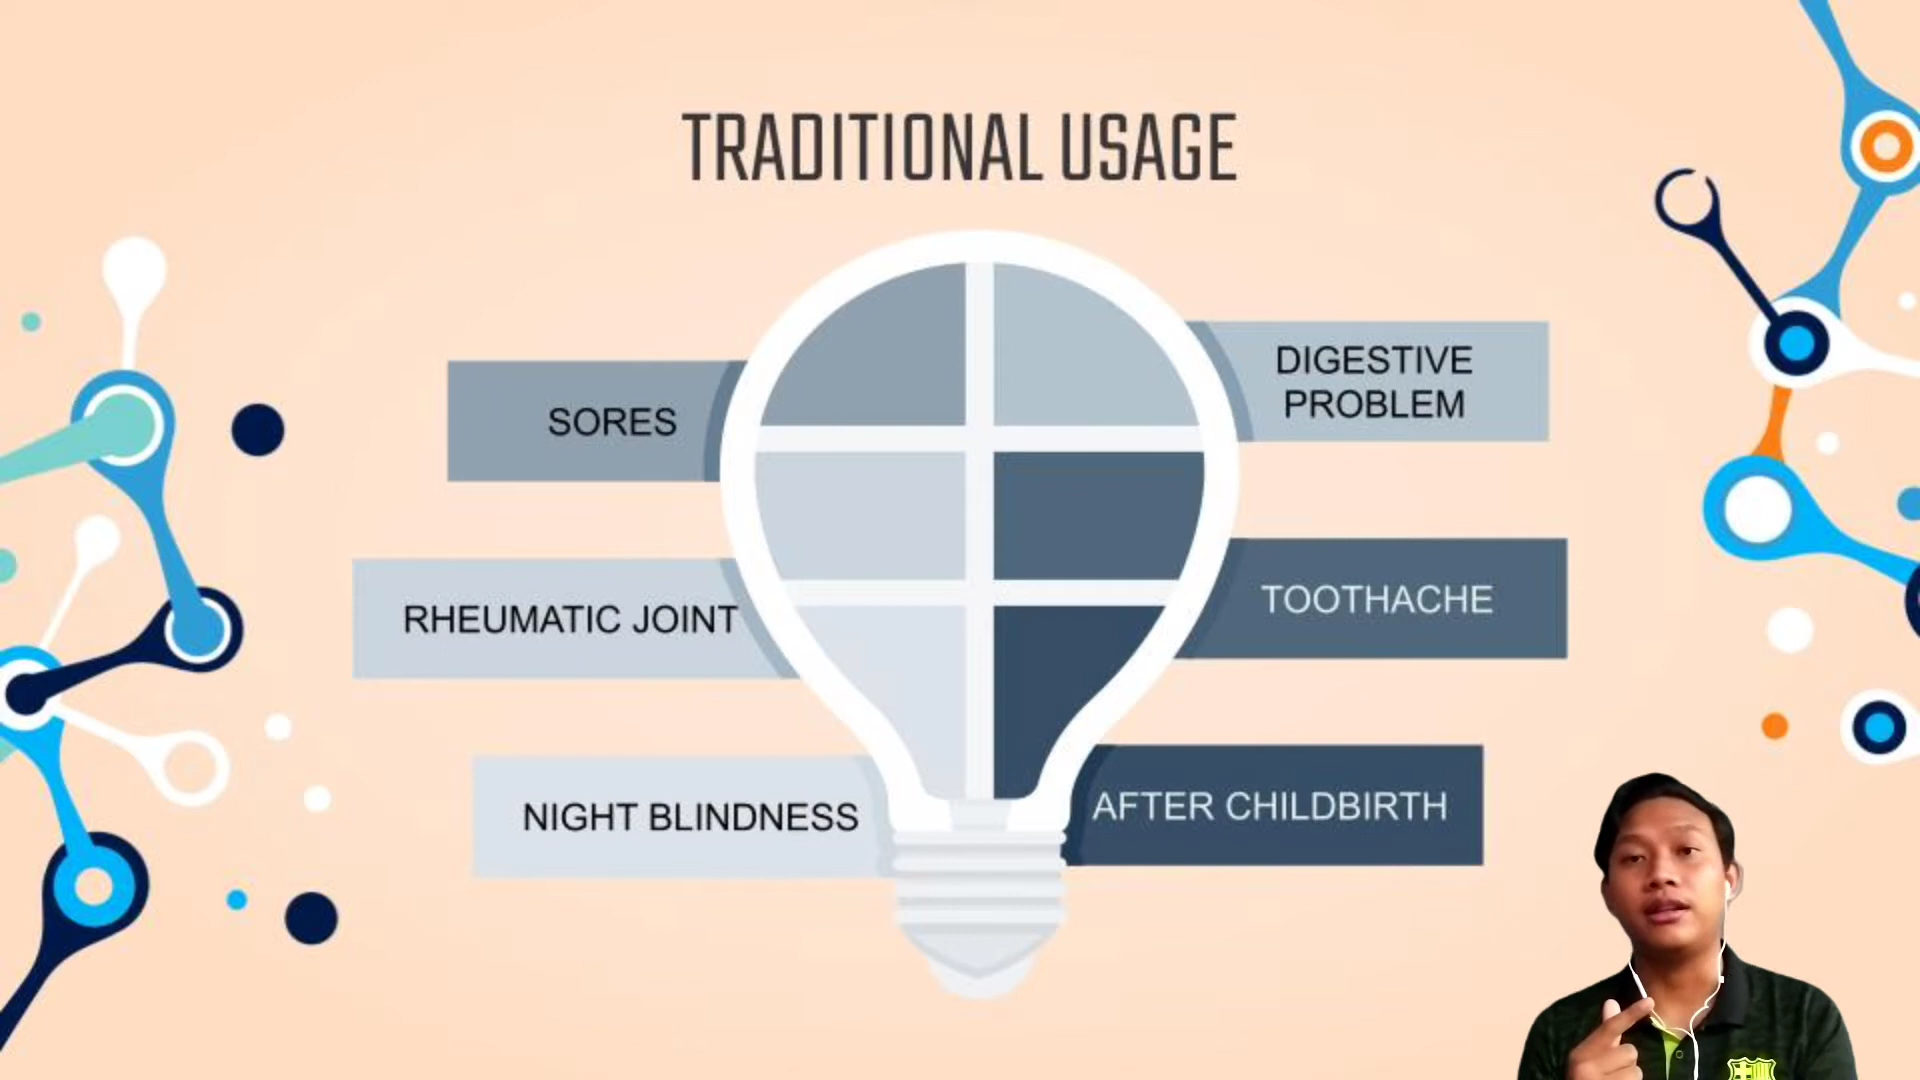 TRADITIONAL USAGE
SORES
DIGESTIVE
PROBLEM
RHEUMATIC JOINT
TOOTHACHE
NIGHT BLINDNESS
AFTER CHILDBIRTH